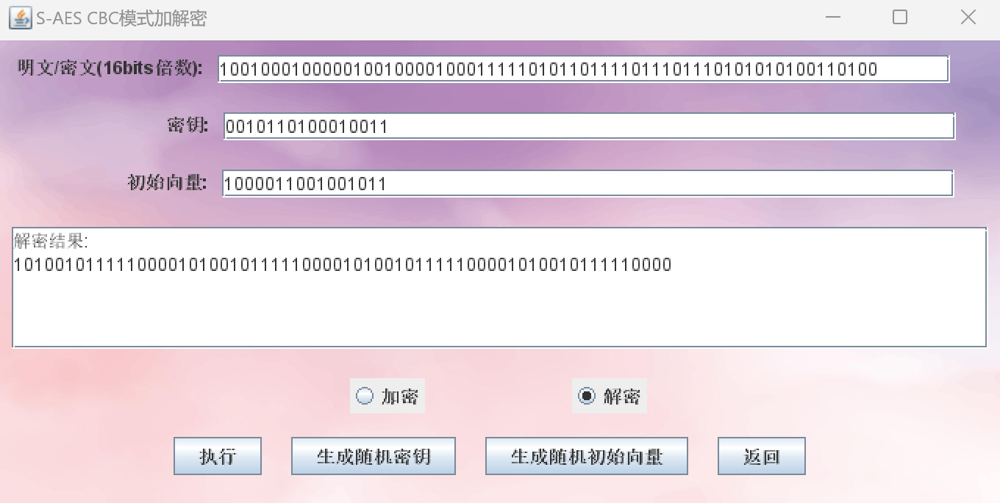 S-AES CBC模式加解密
明文/密文(16bits倍数): 1001000100000100100001000111110101101111011101110101010100110100
密钥: 0010110100010011
初始向量: 1000011001001011
解密结果:
1010010111110000101001011111000010100101111100001010010111110000
加密 解密
执行 生成随机密钥 生成随机初始向量 返回